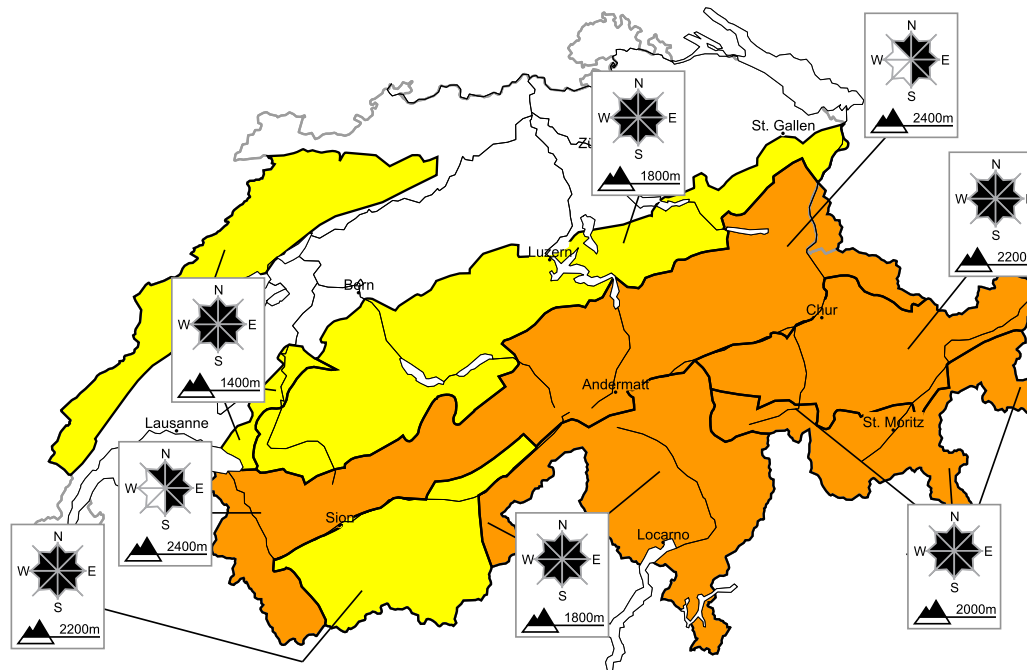 N
W E
S
2400m
N
W E
S
1800m
St. Gallen
N
W
S
2200
Luzern
Bern
N
W E
S
1400m
Chur
Andermatt
Lausanne
St. Moritz
N
W E
S
2400m
Sion
Locarno
N
W E
S
2200m
N
W E
S
1800m
N
W E
S
2000m